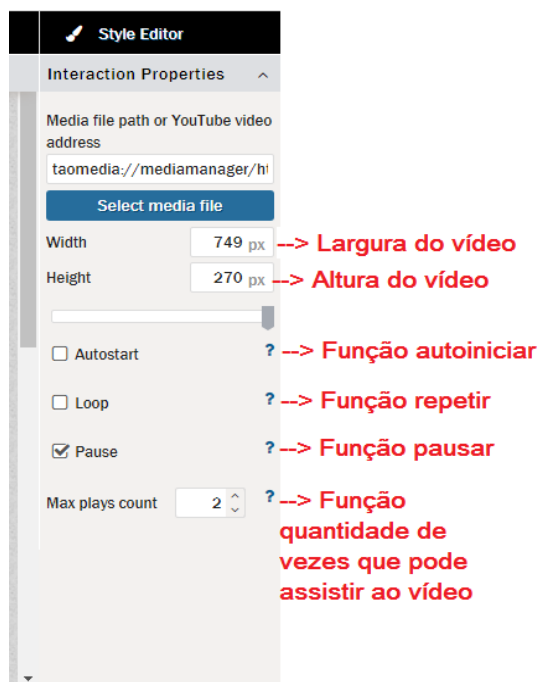 Style Editor
Interaction Properties
Media file path or YouTube video
address
taomedia://mediamanager/ht
Select media file
Width 749 px --> Largura do vídeo
Height 270 px --> Altura do vídeo
Autostart ? --> Função autoiniciar
Loop ? --> Função repetir
Pause ? --> Função pausar
Max plays count 2 ? --> Função
quantidade de
vezes que pode
assistir ao vídeo